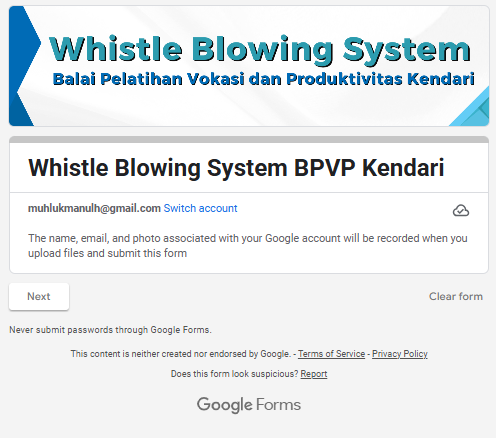 Whistle Blowing System
Balai Pelatihan Vokasi dan Produktivitas Kendari
Whistle Blowing System BPVP Kendari
muhlukmanulh@gmail.com Switch account
The name, email, and photo associated with your Google account will be recorded when you
upload files and submit this form
Next Clear form
Never submit passwords through Google Forms.
This content is neither created nor endorsed by Google. - Terms of Service - Privacy Policy
Does this form look suspicious? Report
Google Forms